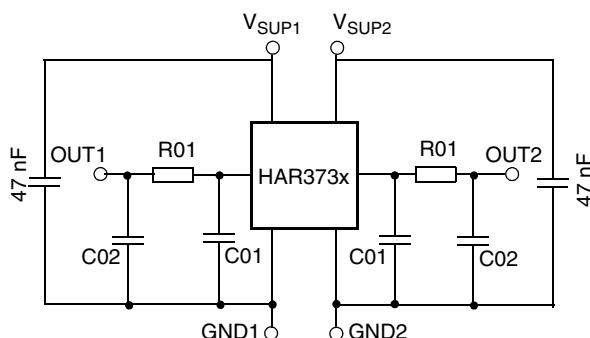 VSUP1 VSUP2
47 nF
OUT1
R01
HAR373x
R01
OUT2
47 nF
C02
C01
C01
C02
GND1
GND2